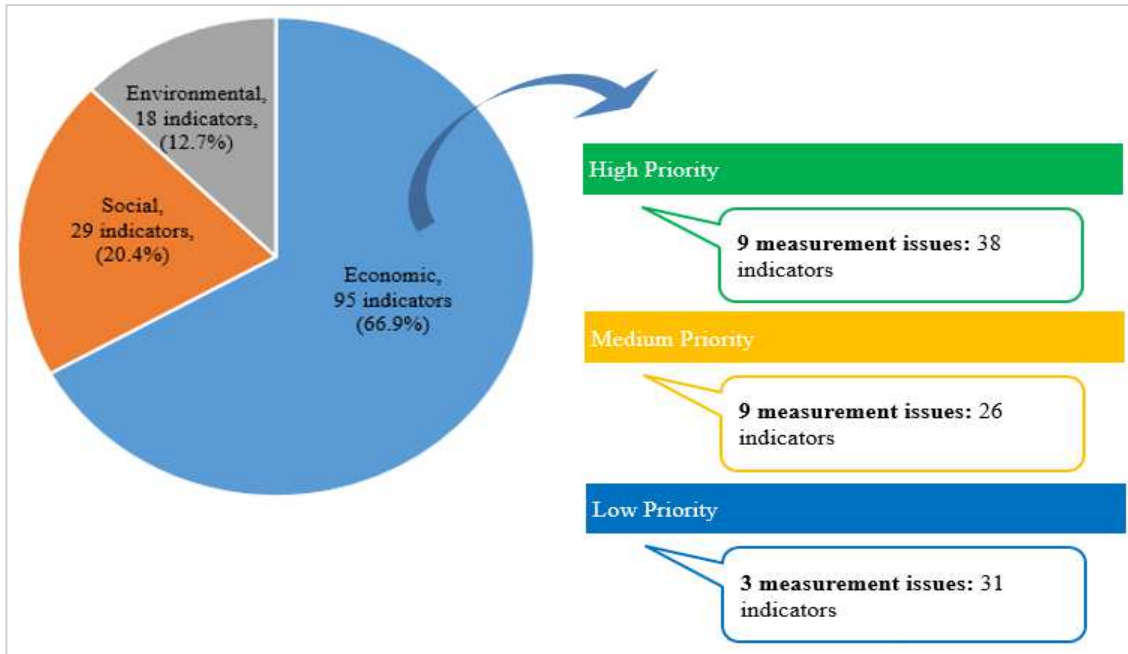 Environmental,
18 indicators,
(12.7%)
Social,
29 indicators,
(20.4%)
Economic,
95 indicators
(66.9%)
High Priority
9 measurement issues: 38
indicators
Medium Priority
9 measurement issues: 26
indicators
Low Priority
3 measurement issues: 31
indicators